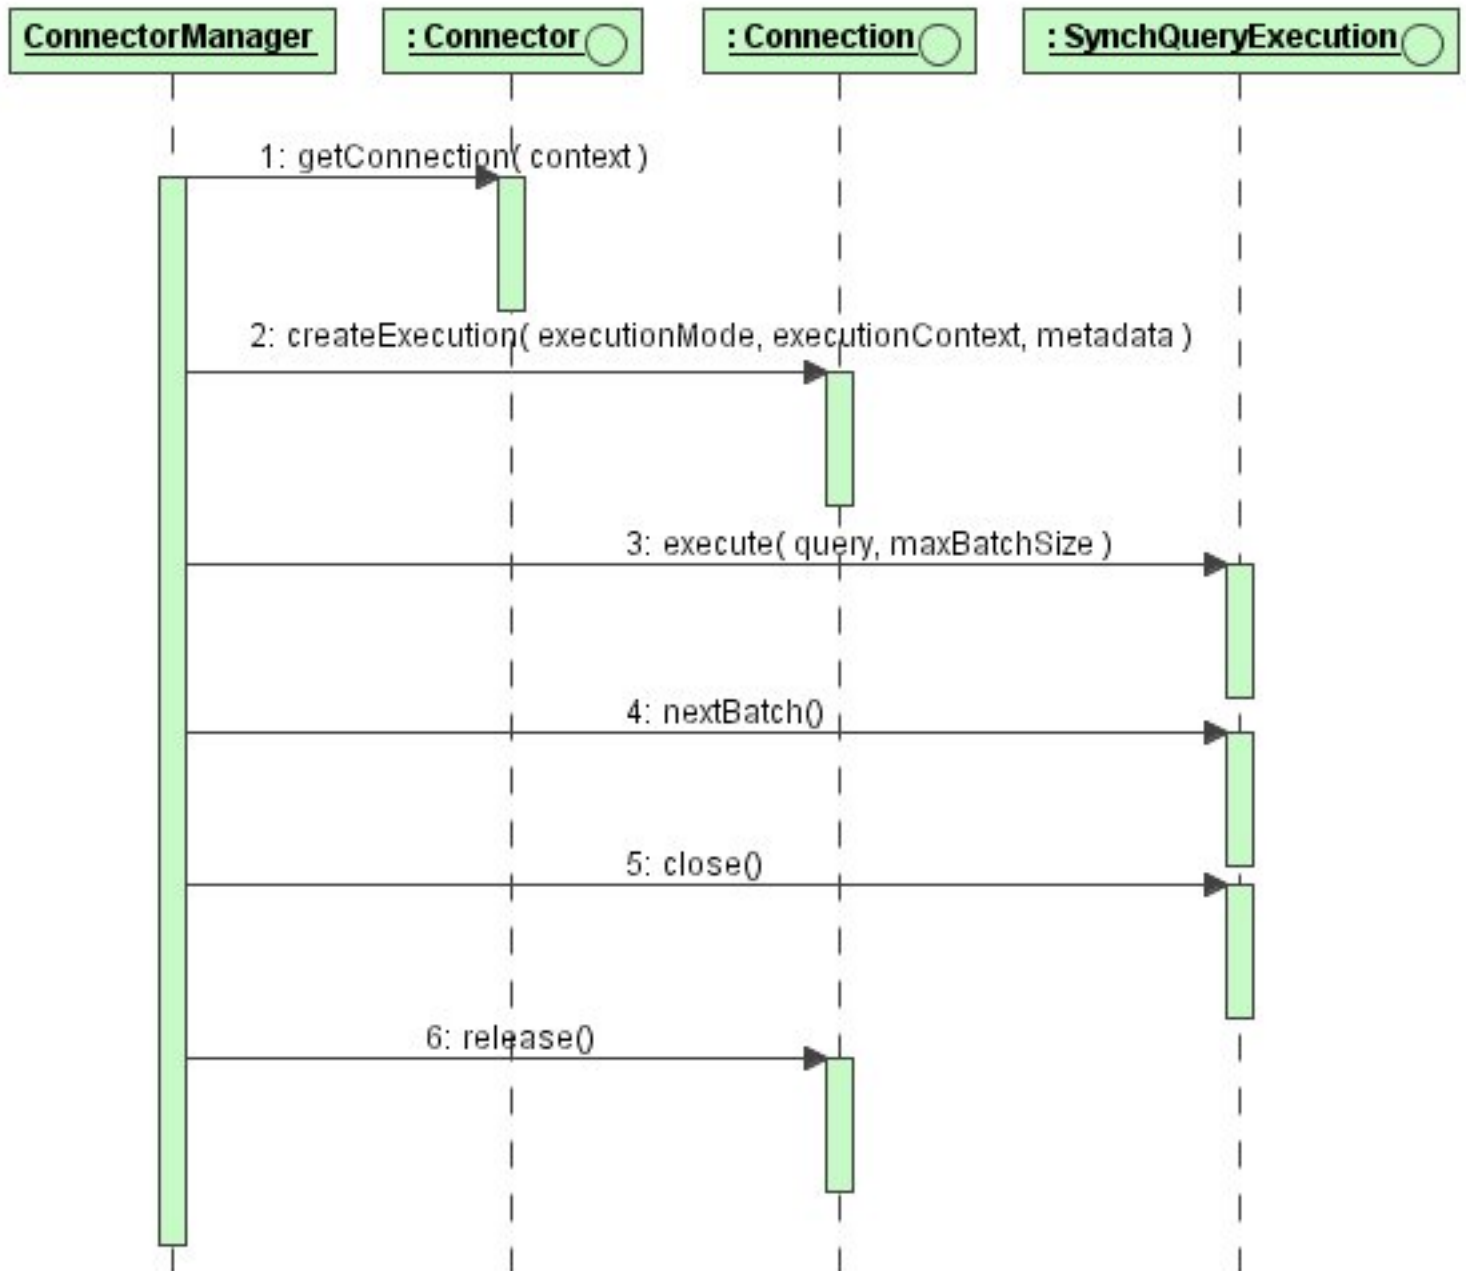 ConnectorManager
: Connector
: Connection
: SynchQueryExecution
1: getConnection( context )
2: createExecution( executionMode, executionContext, metadata )
3: execute( query, maxBatchSize )
4: nextBatch()
5: close()
6: release()